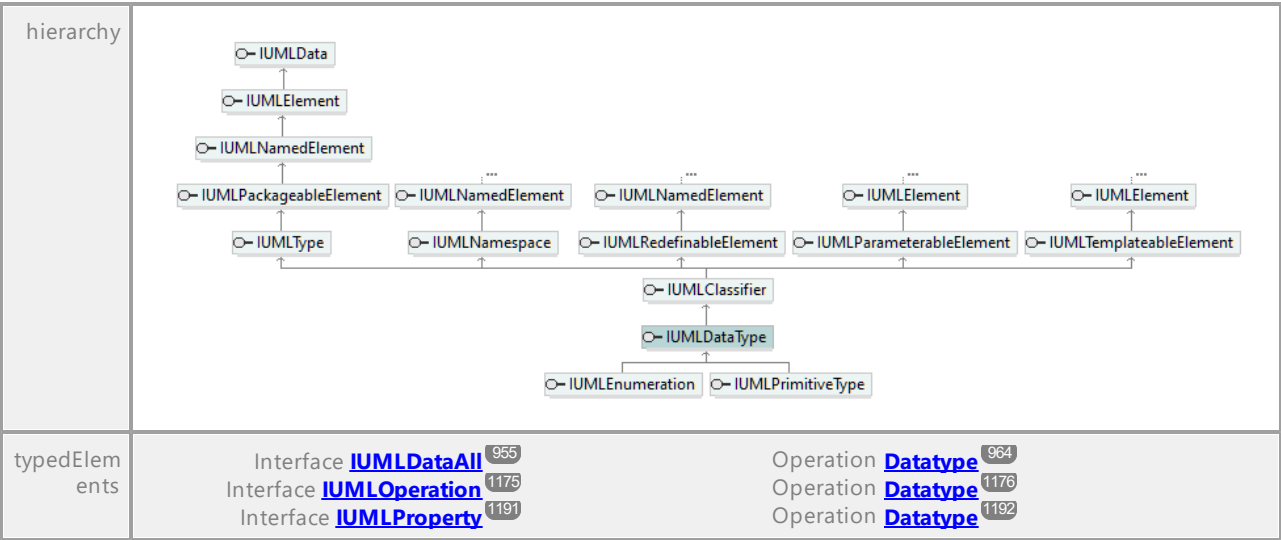 hierarchy
IUMLData
IUMLElement
IUMLNamedElement
... ... ... ...
IUMLPackageableElement IUMLNamedElement IUMLNamedElement IUMLElement IUMLElement
IUMLType IUMLNamespace IUMLRedefinableElement IUMLParameterableElement IUMLTemplateableElement
IUMLClassifier
IUMLDataType
IUMLEnumeration IUMLPrimitiveType
typedElem
ents
Interface IUMLDataAll 955 Operation Datatype 964
Interface IUMLOperation 1175 Operation Datatype 1176
Interface IUMLProperty 1191 Operation Datatype 1192